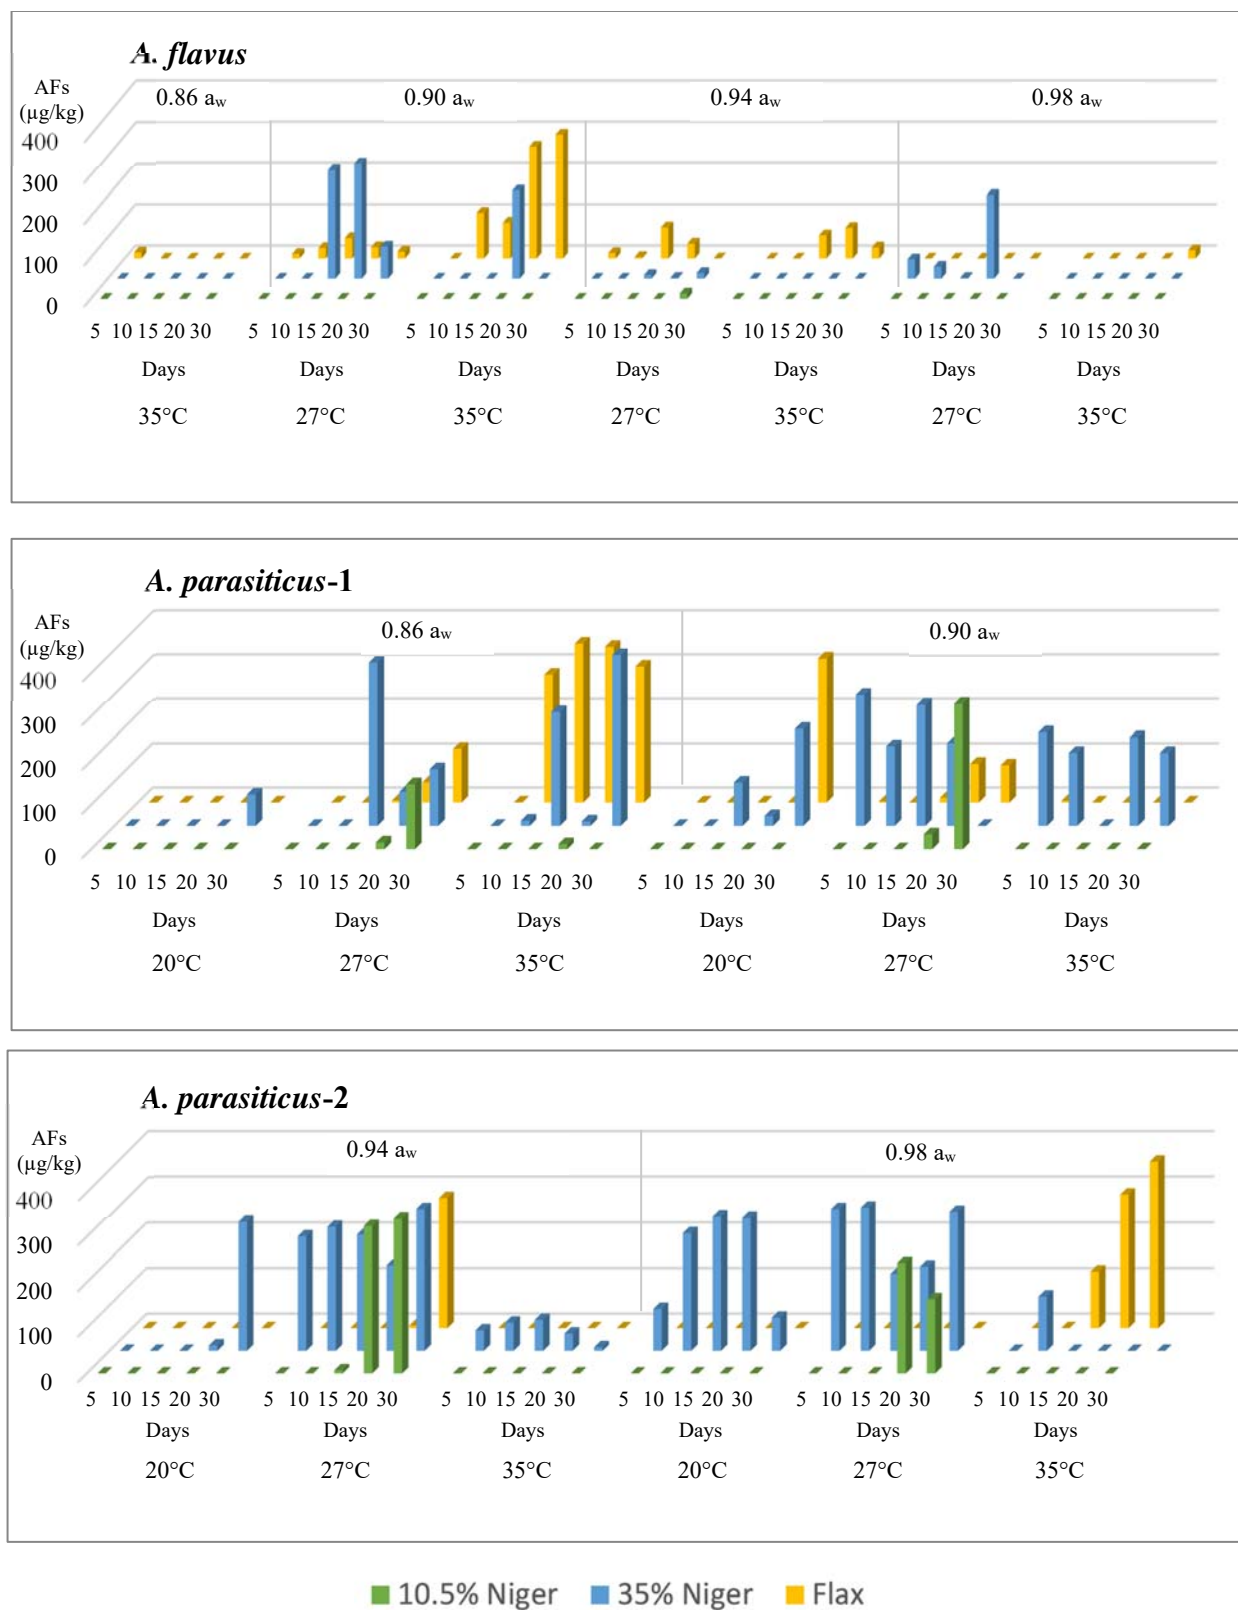 A. flavus
AFs
(µg/kg)
0.86 aw 0.90 aw 0.94 aw 0.98 aw
400
300
200
100
0
5 10 15 20 30 5 10 15 20 30 5 10 15 20 30 5 10 15 20 30 5 10 15 20 30 5 10 15 20 30 5 10 15 20 30
Days Days Days Days Days Days Days
35°C 27°C 35°C 27°C 35°C 27°C 35°C
A. parasiticus-1
AFs
(µg/kg)
0.86 aw 0.90 aw
400
300
200
100
0
5 10 15 20 30 5 10 15 20 30 5 10 15 20 30 5 10 15 20 30 5 10 15 20 30 5 10 15 20 30
Days Days Days Days Days Days
20°C 27°C 35°C 20°C 27°C 35°C
A. parasiticus-2
AFs
(µg/kg)
0.94 aw 0.98 aw
400
300
200
100
0
5 10 15 20 30 5 10 15 20 30 5 10 15 20 30 5 10 15 20 30 5 10 15 20 30 5 10 15 20 30
Days Days Days Days Days Days
20°C 27°C 35°C 20°C 27°C 35°C
10.5% Niger 35% Niger Flax